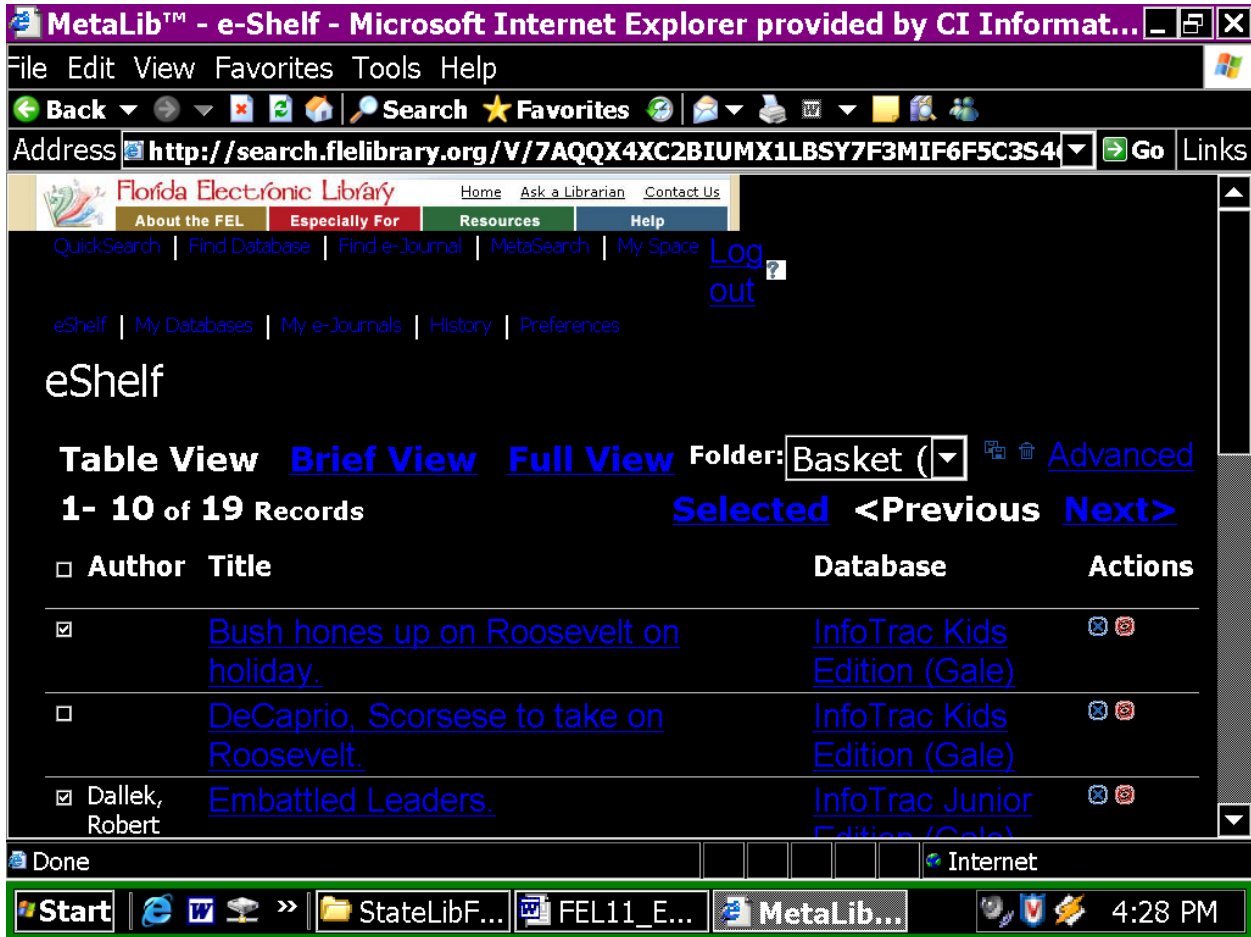 MetaLib™ - e-Shelf - Microsoft Internet Explorer provided by CI Informat...
File Edit View Favorites Tools Help
Back Search Favorites
Address http://search.flelibrary.org/V/7AQQX4XC2BIUMX1LBSY7F3MIF6F5C3S4 Go Links
Florida Electronic Library Home Ask a Librarian Contact Us
About the FEL Especially For Resources Help
QuickSearch | Find Database | Find e-Journal | MetaSearch | My Space Log out ?
eShelf | My Databases | My e-Journals | History | Preferences
eShelf
Table View Brief View Full View Folder: Basket ( Advanced
1- 10 of 19 Records Selected <Previous Next>
Author Title Database Actions
Bush hones up on Roosevelt on InfoTrac Kids
holiday. Edition (Gale)
DeCaprio, Scorsese to take on InfoTrac Kids
Roosevelt. Edition (Gale)
Dallek, Embattled Leaders. InfoTrac Junior
Robert Edition (Gale)
Done Internet
Start » StateLibF... FEL11_E... MetaLib... 4:28 PM